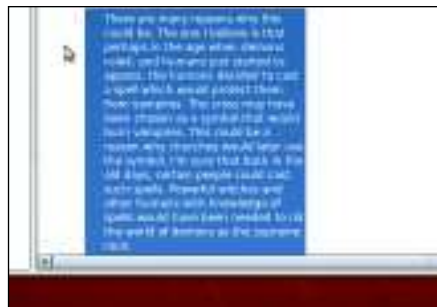 There are many reasons why this
could be. The one I believe is that
perhaps in the age when demons
ruled, and humans just started to
appear, the humans decided to cast
a spell which would protect them
from vampires. The cross may have
been chosen as a symbol that would
burn vampires. This could be a
reason why churches would later use
the symbol. I'm sure that back in the
old days, certain people could cast
such spells. Powerful witches and
other humans with knowledge of
spells would have been needed to rid
the world of demons as the supreme
race.